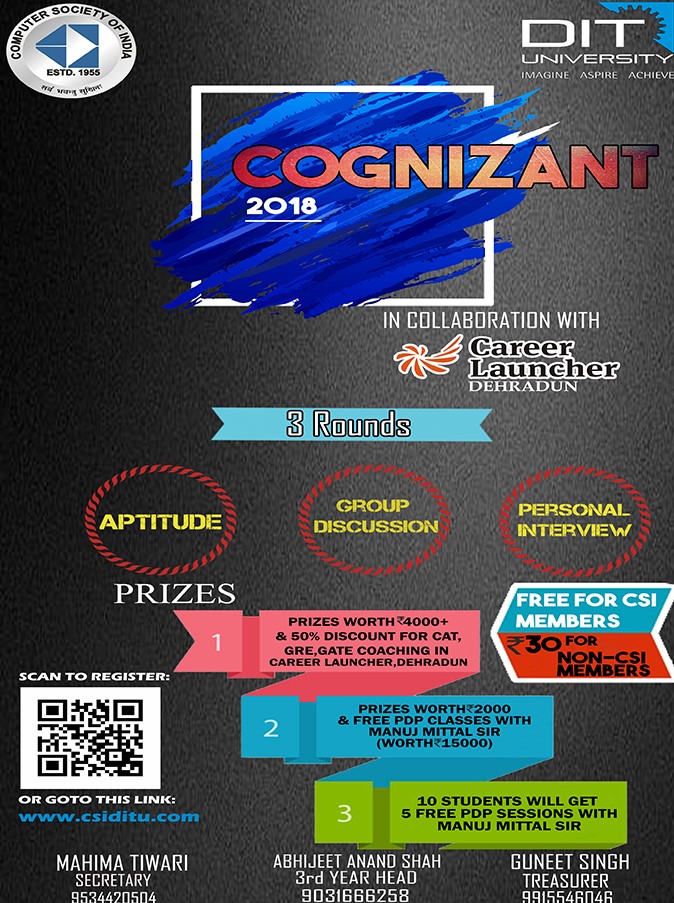 COMPUTER SOCIETY OF INDIA
ESTD. 1955
सर्वे भवन्तु सुखिनः
DIT
UNIVERSITY
IMAGINE ASPIRE ACHIEVE
COGNIZANT
2018
IN COLLABORATION WITH
Career
Launcher
DEHRADUN
3 Rounds
APTITUDE
GROUP
DISCUSSION
PERSONAL
INTERVIEW
PRIZES
FREE FOR CSI
MEMBERS
₹30 FOR
NON-CSI
MEMBERS
1
PRIZES WORTH₹4000+
& 50% DISCOUNT FOR CAT,
GRE,GATE COACHING IN
CAREER LAUNCHER,DEHRADUN
SCAN TO REGISTER:
2
PRIZES WORTH₹2000
& FREE PDP CLASSES WITH
MANUJ MITTAL SIR
(WORTH₹15000)
OR GOTO THIS LINK:
www.csiditu.com
3
10 STUDENTS WILL GET
5 FREE PDP SESSIONS WITH
MANUJ MITTAL SIR
MAHIMA TIWARI
SECRETARY
9534420504
ABHIJEET ANAND SHAH
3rd YEAR HEAD
9031666258
GUNEET SINGH
TREASURER
9915546046